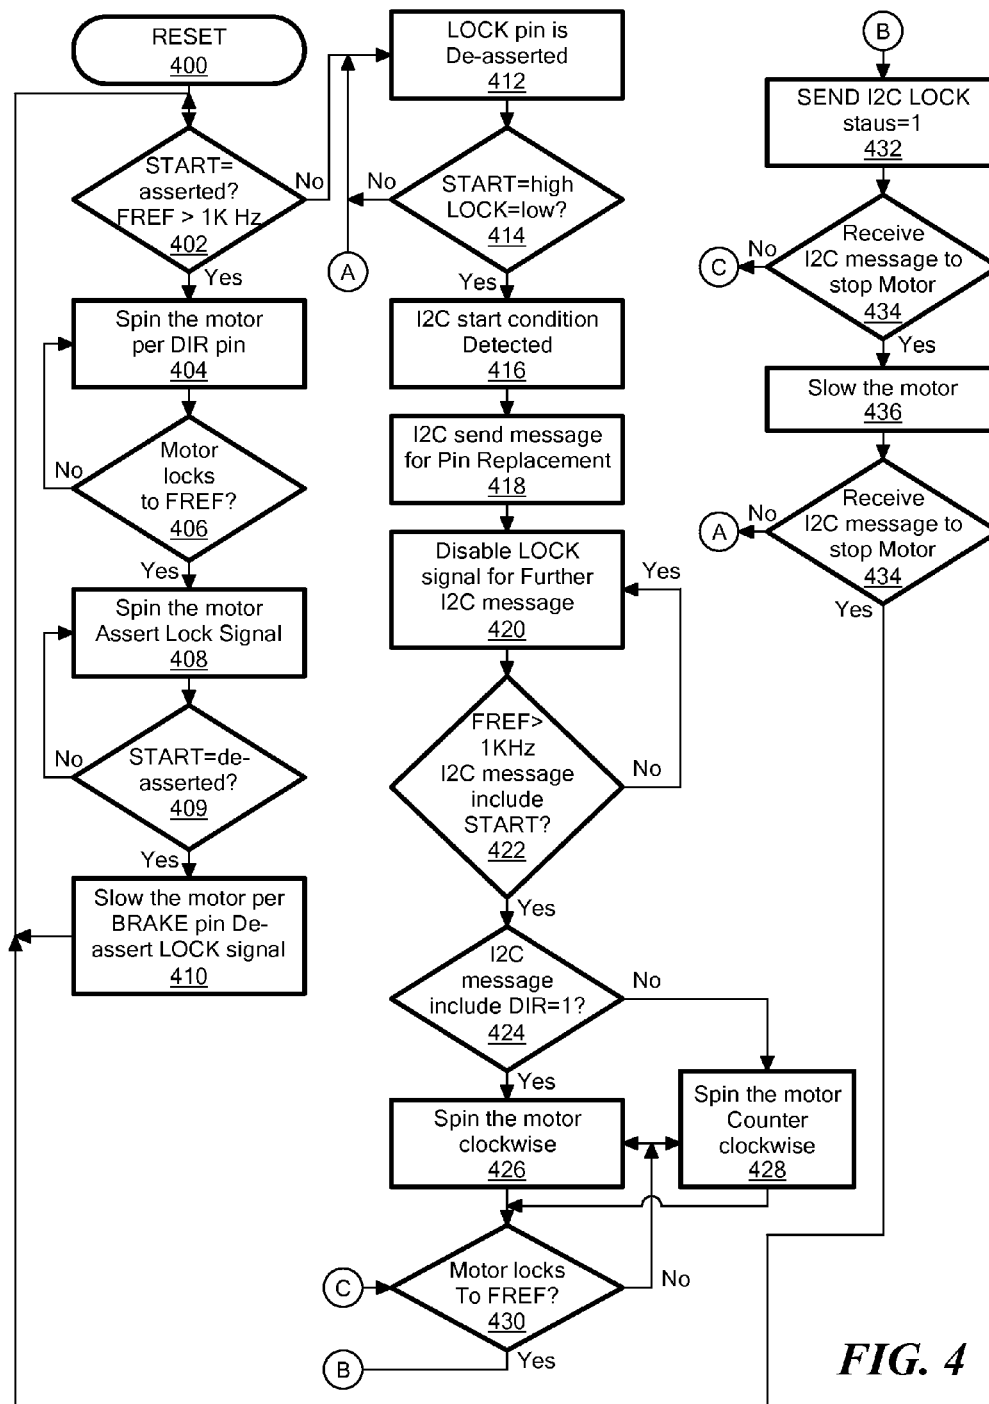 RESET
400
START=
asserted?
FREF > 1K Hz
402
No
Yes
Spin the motor
per DIR pin
404
Motor
locks
to FREF?
406
No
Yes
Spin the motor
Assert Lock Signal
408
START=de-
asserted?
409
No
Yes
Slow the motor per
BRAKE pin De-
assert LOCK signal
410
LOCK pin is
De-asserted
412
START=high
LOCK=low?
414
No
A
Yes
I2C start condition
Detected
416
I2C send message
for Pin Replacement
418
Disable LOCK
signal for Further
I2C message
420
Yes
FREF>
1KHz
I2C message
include
START?
422
No
Yes
I2C
message
include DIR=1?
424
No
Yes
Spin the motor
clockwise
426
Spin the motor
Counter
clockwise
428
C
Motor locks
To FREF?
430
No
Yes
B
B
SEND I2C LOCK
staus=1
432
Receive
I2C message to
stop Motor
434
No
C
Yes
Slow the motor
436
Receive
I2C message to
stop Motor
434
No
A
Yes
FIG. 4